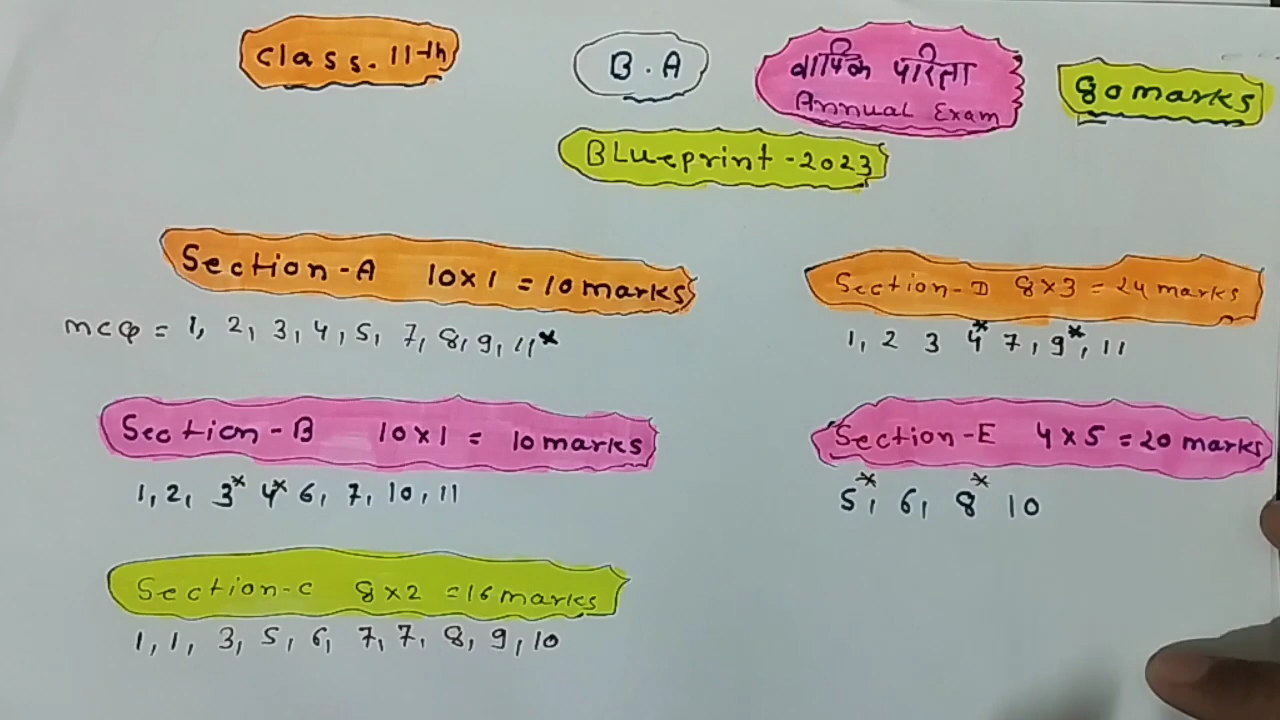 Class. 11-th
B.A
वार्षिक परिक्षा
Annual Exam
80 marks
BLueprint-2023
Section-A 10×1 = 10 marks
mcq = 1, 2, 3, 4, 5, 7, 8, 9, 11*
Section-B 10×1 = 10 marks
1, 2, 3* 4* 6, 7, 10, 11
Section-C 8×2 =16 marks
1, 1, 3, 5, 6, 7, 7, 8, 9, 10
Section-D 8×3 = 24 marks
1, 2 3 4* 7, 9*, 11
Section-E 4×5 = 20 marks
5*, 6, 8* 10